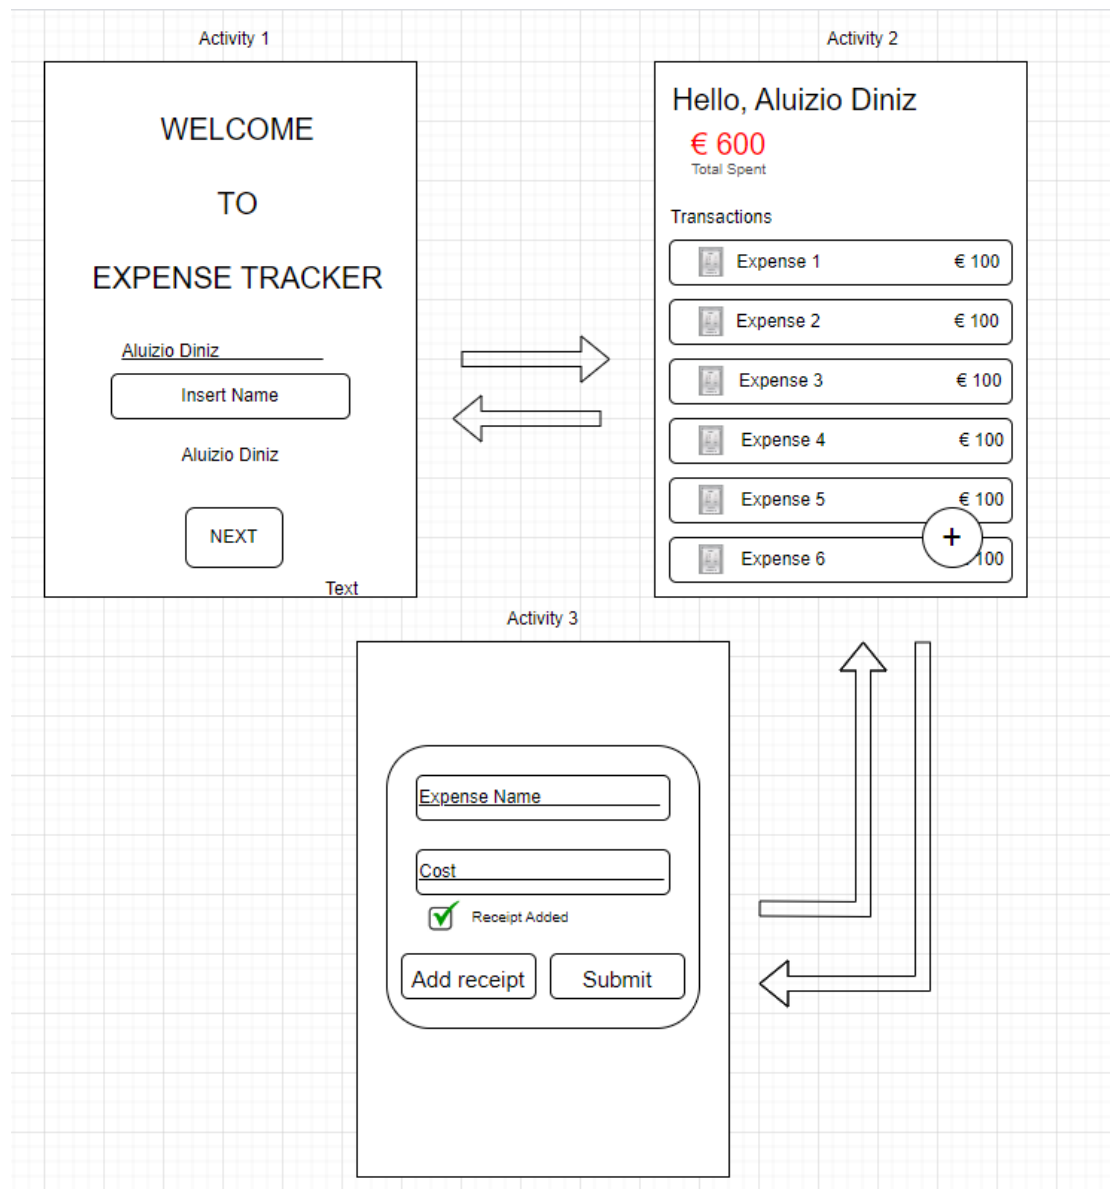 Activity 1
WELCOME
TO
EXPENSE TRACKER
Aluizio Diniz
Insert Name
Aluizio Diniz
NEXT
Text
Activity 2
Hello, Aluizio Diniz
€ 600
Total Spent
Transactions
Expense 1 € 100
Expense 2 € 100
Expense 3 € 100
Expense 4 € 100
Expense 5 € 100
+
Expense 6 100
Activity 3
Expense Name
Cost
Receipt Added
Add receipt Submit